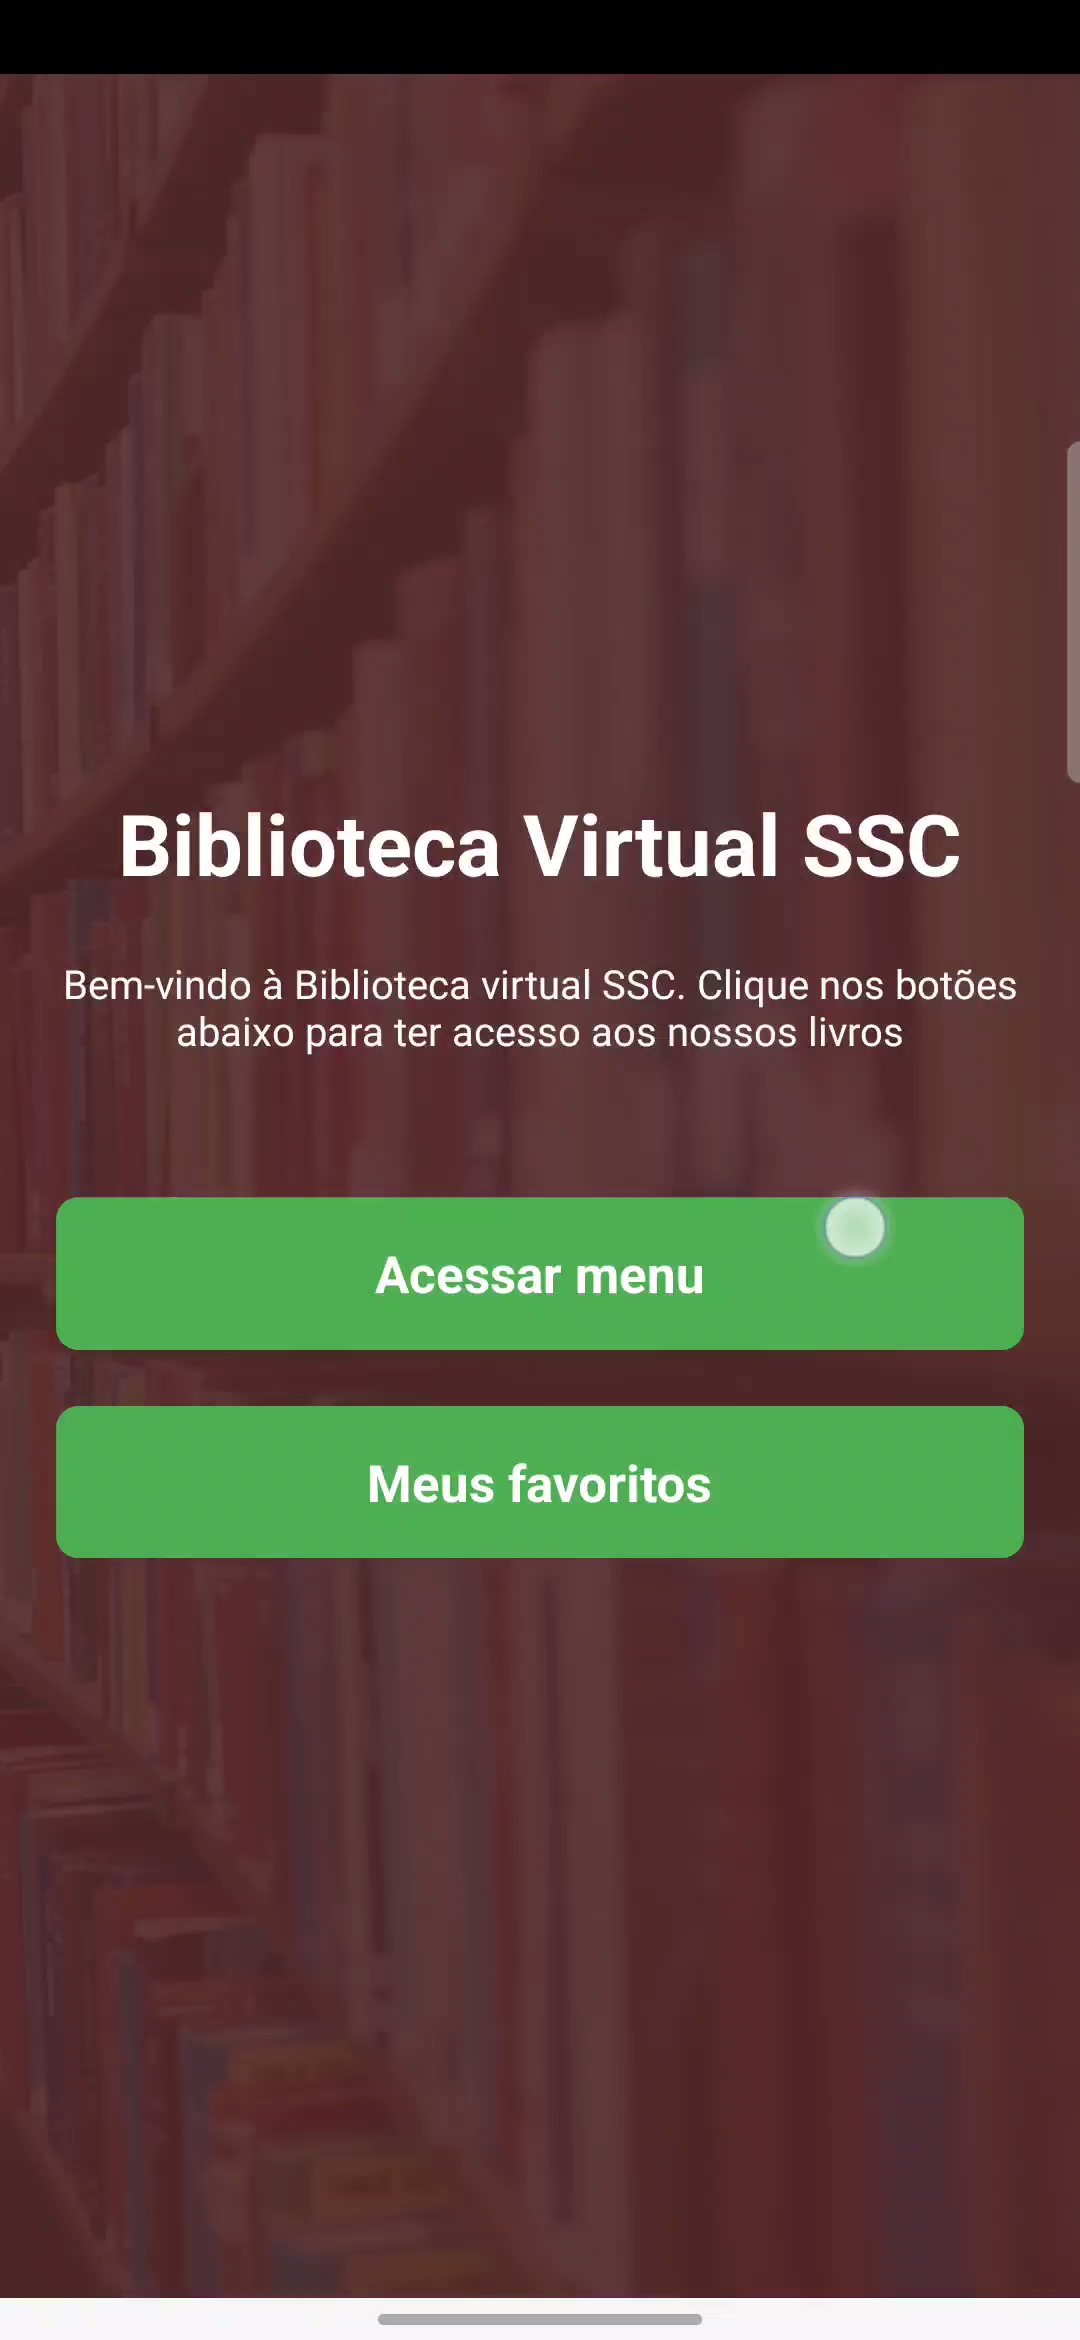 Biblioteca Virtual SSC
Bem-vindo à Biblioteca virtual SSC. Clique nos botões
abaixo para ter acesso aos nossos livros
Acessar menu
Meus favoritos